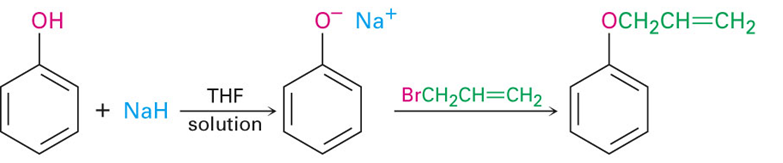 OH
+ NaH
THF
solution
O⁻ Na⁺
BrCH₂CH=CH₂
OCH₂CH=CH₂